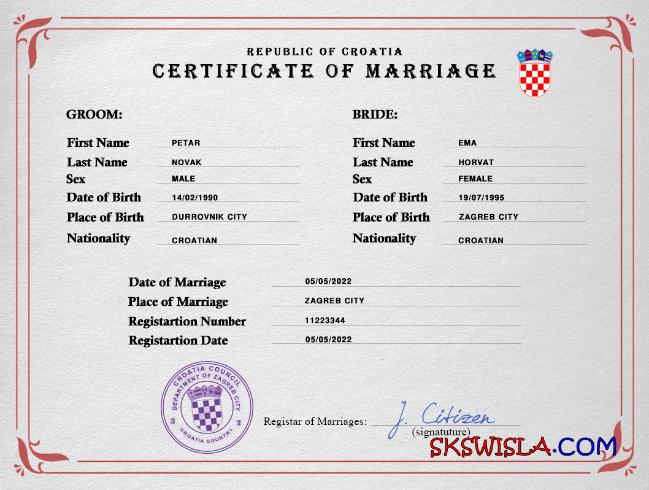 REPUBLIC OF CROATIA
CERTIFICATE OF MARRIAGE
GROOM:
First Name PETAR
Last Name NOVAK
Sex MALE
Date of Birth 14/02/1990
Place of Birth DURROVNIK CITY
Nationality CROATIAN
BRIDE:
First Name EMA
Last Name HORVAT
Sex FEMALE
Date of Birth 19/07/1995
Place of Birth ZAGREB CITY
Nationality CROATIAN
Date of Marriage 05/05/2022
Place of Marriage ZAGREB CITY
Registartion Number 11223344
Registartion Date 05/05/2022
CROATIA COUNCIL
DEPARTMENT OF ZAGREB CITY
3 3
CROATIA COUNTRY
Registar of Marriages: J. Citizen
(signatuture)
SKSWISLA.COM